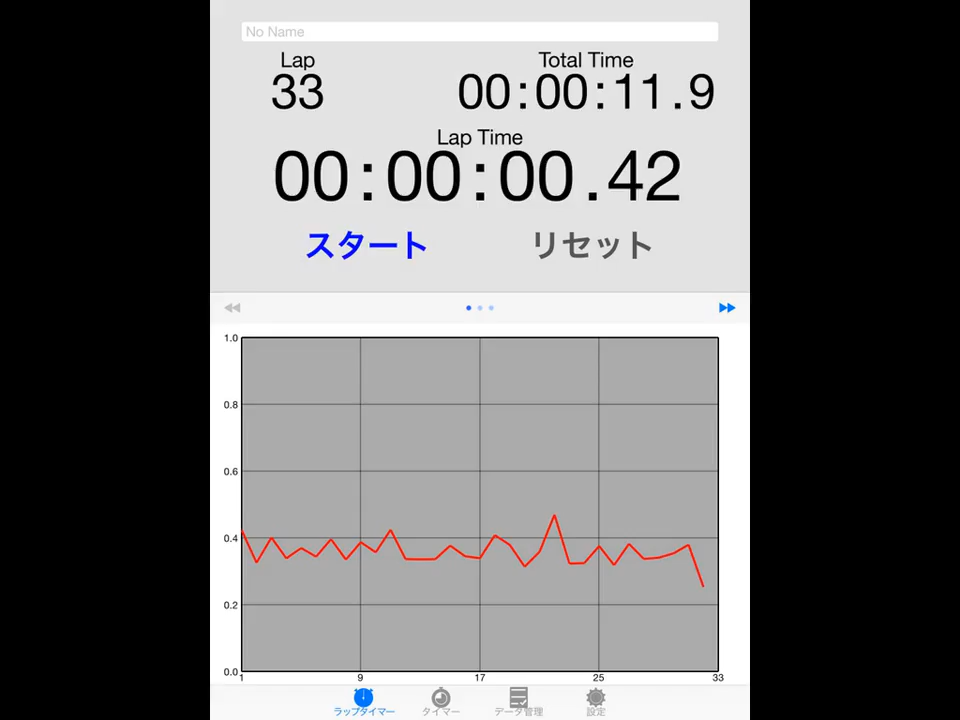 No Name
Lap
Total Time
33
00:00:11.9
Lap Time
00:00:00.42
スタート
リセット
1.0
0.8
0.6
0.4
0.2
0.0
1
9
17
25
33
ラップタイマー
タイマー
データ管理
設定